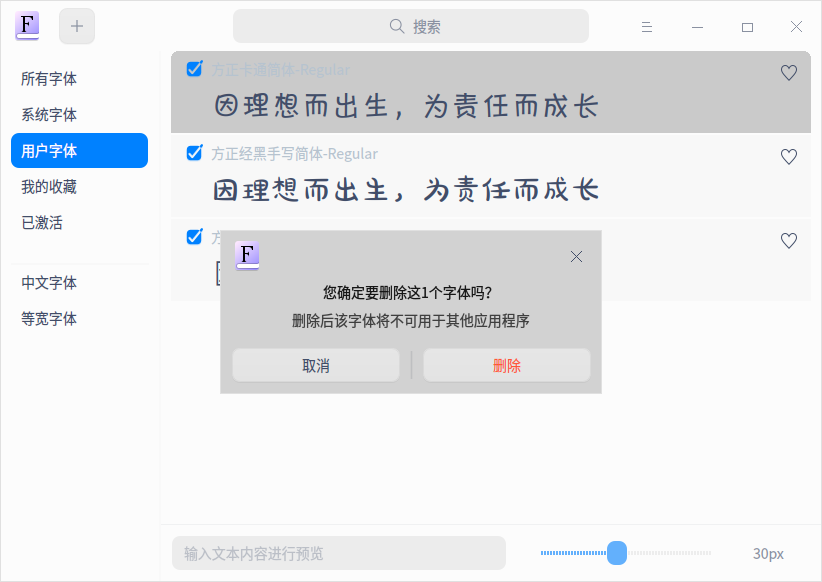 F
搜索
所有字体
系统字体
用户字体
我的收藏
已激活
中文字体
等宽字体
方正卡通简体-Regular
因理想而出生，为责任而成长
方正经黑手写简体-Regular
因理想而出生，为责任而成长
方
F
您确定要删除这1个字体吗？
删除后该字体将不可用于其他应用程序
取消
删除
输入文本内容进行预览
30px